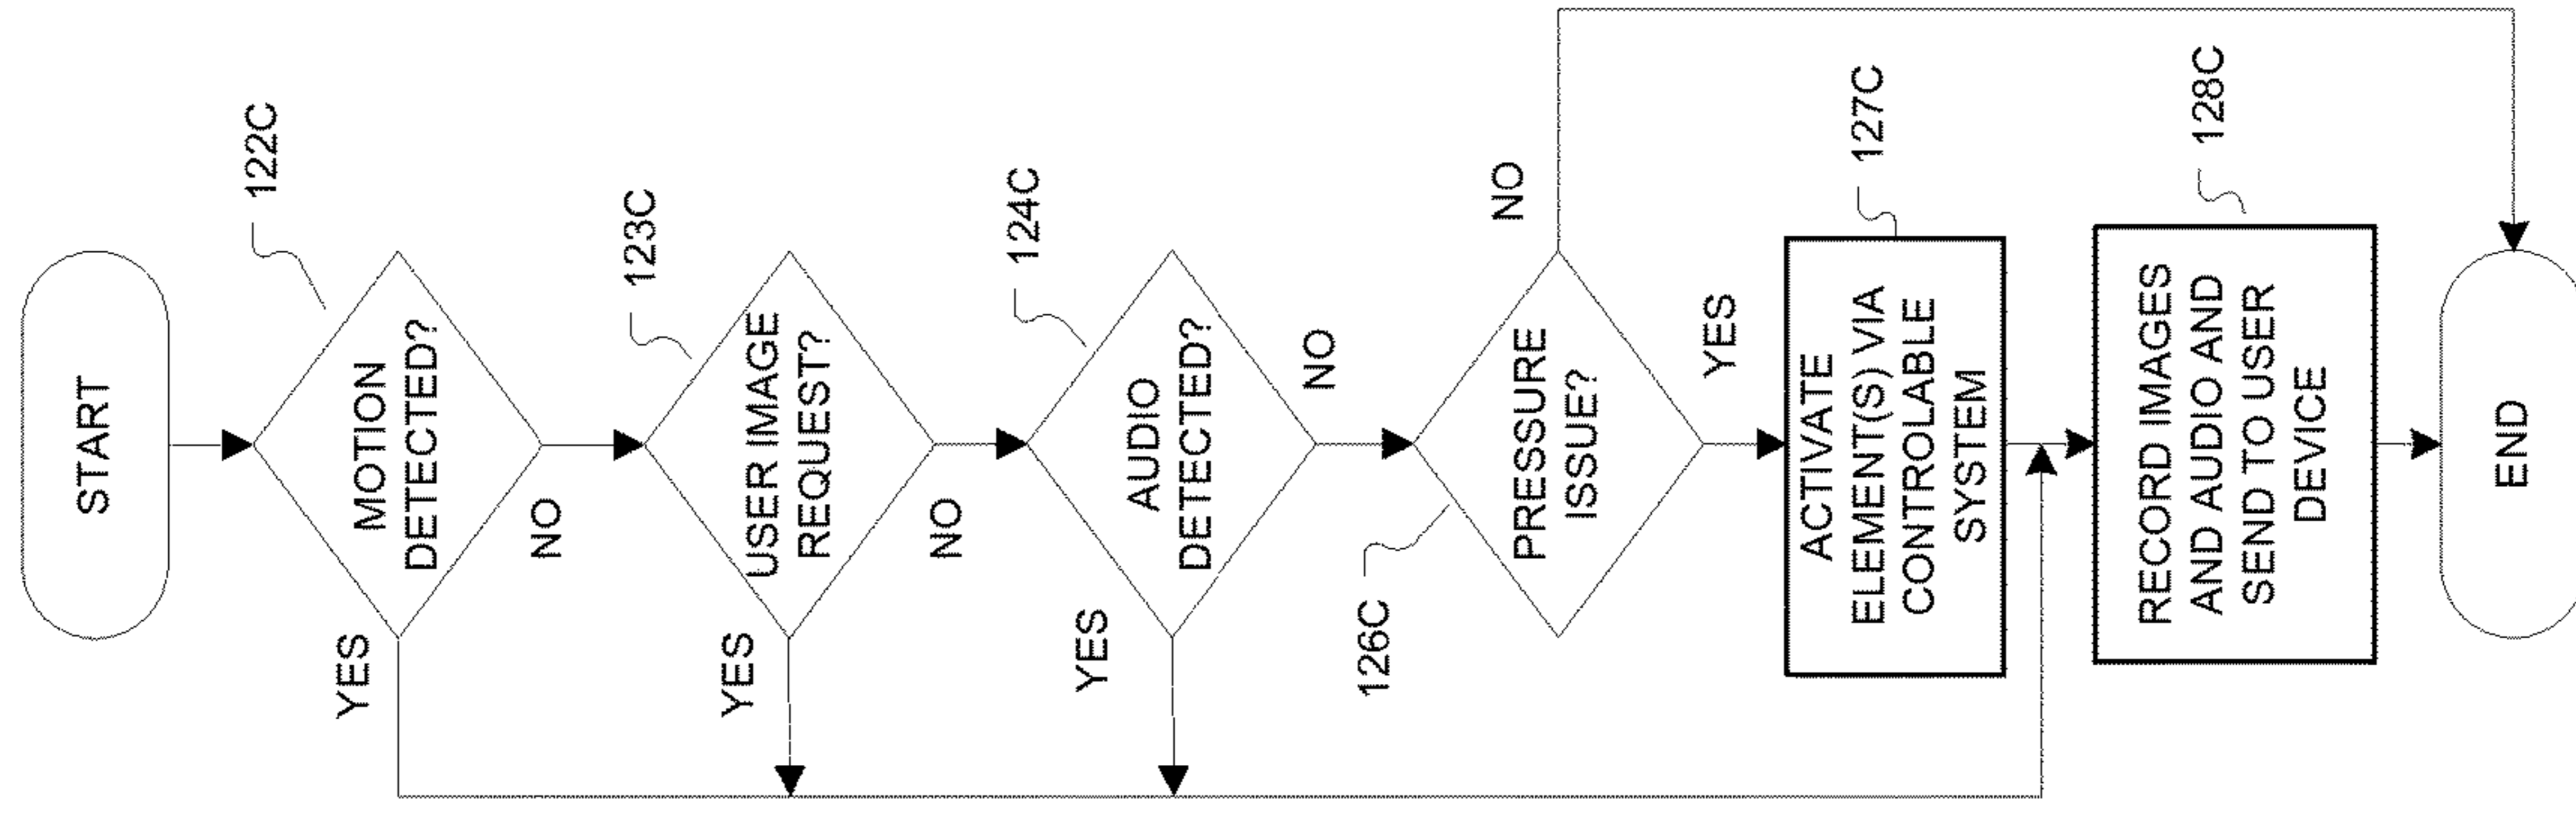 START
122C
MOTION
DETECTED?
YES
NO
123C
USER IMAGE
REQUEST?
YES
NO
124C
AUDIO
DETECTED?
YES
NO
126C
PRESSURE
ISSUE?
NO
YES
127C
ACTIVATE
ELEMENT(S) VIA
CONTROLABLE
SYSTEM
128C
RECORD IMAGES
AND AUDIO AND
SEND TO USER
DEVICE
END